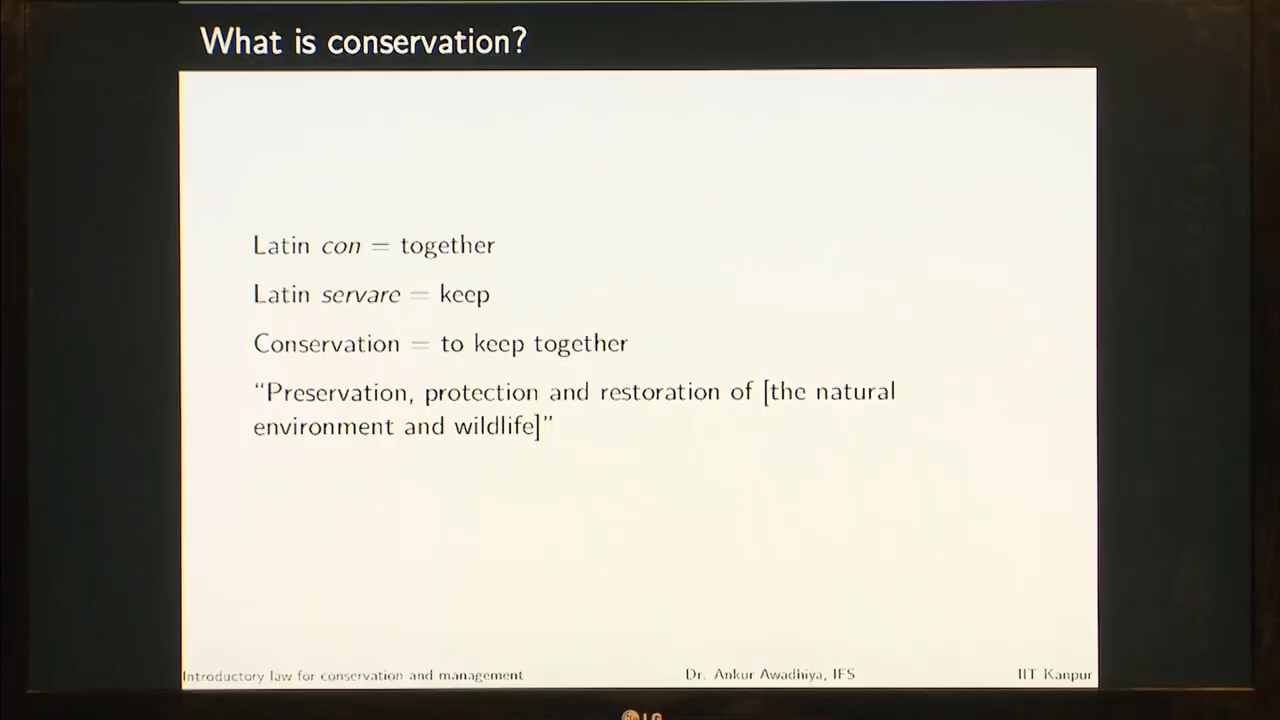 What is conservation?
Latin con = together
Latin servare = keep
Conservation = to keep together
“Preservation, protection and restoration of [the natural
environment and wildlife]”
Introductory law for conservation and management Dr. Ankur Awadhiya, IFS IIT Kanpur
LG